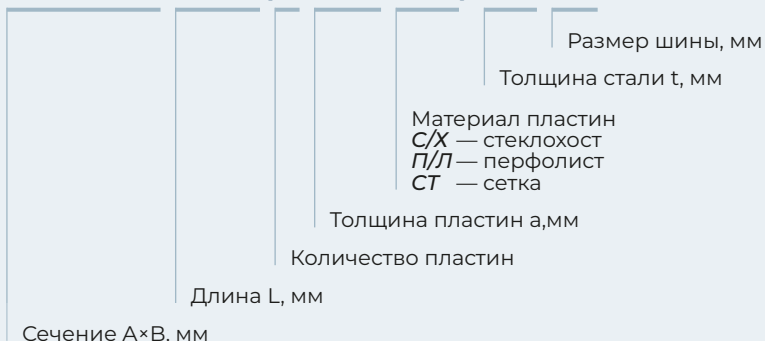 Размер шины, мм
Толщина стали t, мм
Материал пластин
С/Х — стеклохост
П/Л — перфолист
СТ — сетка
Толщина пластин a,мм
Количество пластин
Длина L, мм
Сечение A×B, мм